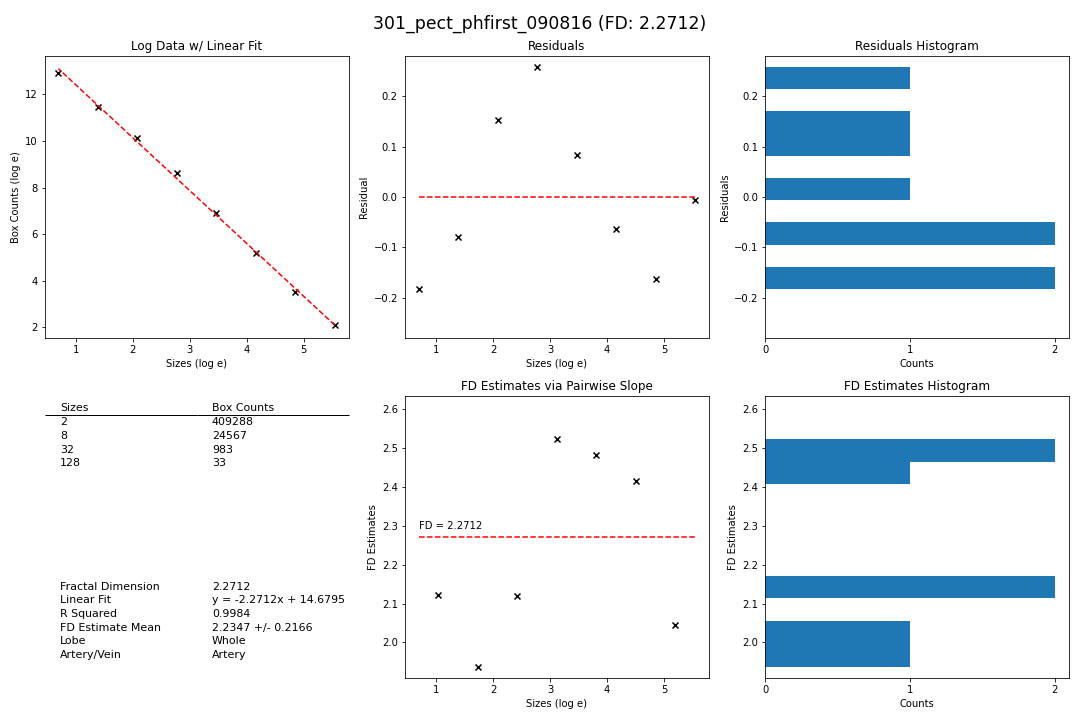 301_pect_phfirst_090816 (FD: 2.2712)
Log Data w/ Linear Fit
Box Counts (log e)
12
10
8
6
4
2
1 2 3 4 5
Sizes (log e)
Residuals
Residual
0.2
0.1
0.0
−0.1
−0.2
1 2 3 4 5
Sizes (log e)
Residuals Histogram
Residuals
0.2
0.1
0.0
−0.1
−0.2
0 1 2
Counts
Sizes Box Counts
2 409288
8 24567
32 983
128 33
Fractal Dimension 2.2712
Linear Fit y = -2.2712x + 14.6795
R Squared 0.9984
FD Estimate Mean 2.2347 +/- 0.2166
Lobe Whole
Artery/Vein Artery
FD Estimates via Pairwise Slope
FD Estimates
2.6
2.5
2.4
2.3
2.2
2.1
2.0
FD = 2.2712
1 2 3 4 5
Sizes (log e)
FD Estimates Histogram
FD Estimates
2.6
2.5
2.4
2.3
2.2
2.1
2.0
0 1 2
Counts